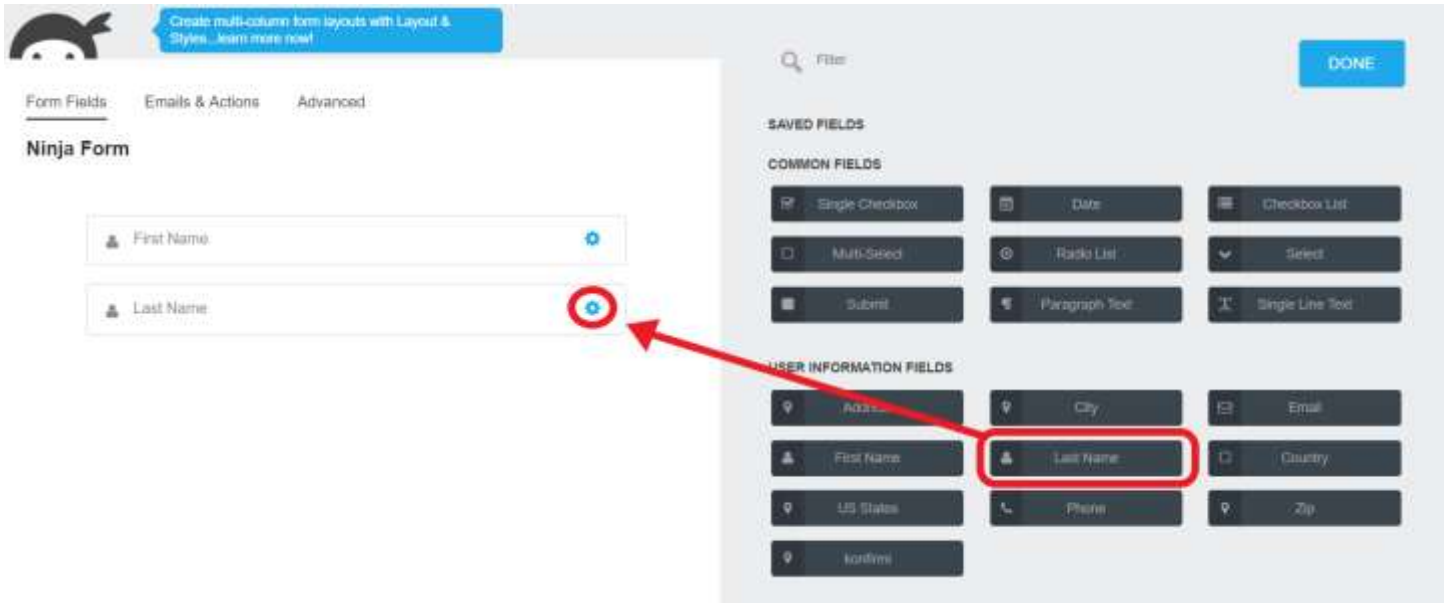 Create multi-column form layouts with Layout &
Styles...learn more now!
Form Fields Emails & Actions Advanced
Ninja Form
First Name
Last Name
Filter
DONE
SAVED FIELDS
COMMON FIELDS
Single Checkbox Date Checkbox List
Multi-Select Radio List Select
Submit Paragraph Text Single Line Text
USER INFORMATION FIELDS
Address City Email
First Name Last Name Country
US States Phone Zip
konfirmi